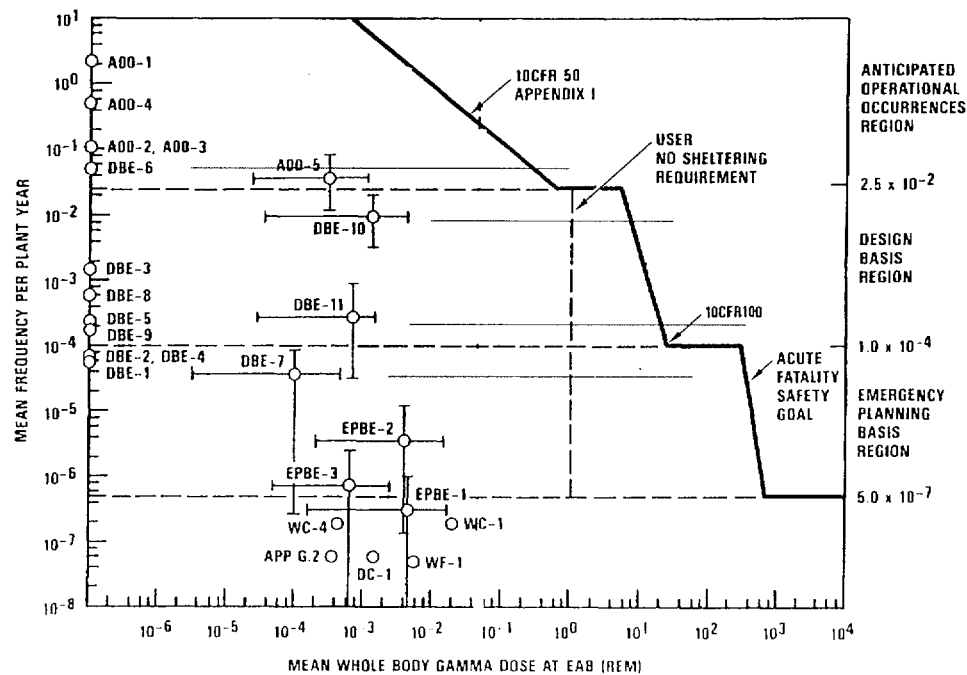 MEAN FREQUENCY PER PLANT YEAR
10^1
10^0
10^-1
10^-2
10^-3
10^-4
10^-5
10^-6
10^-7
10^-8
AOO-1
AOO-4
AOO-2, AOO-3
DBE-6
DBE-3
DBE-8
DBE-5
DBE-9
DBE-2, DBE-4
DBE-1
AOO-5
DBE-10
DBE-11
DBE-7
EPBE-2
EPBE-3
EPBE-1
WC-4
WC-1
APP G.2
DC-1
WF-1
10CFR 50
APPENDIX I
USER
NO SHELTERING
REQUIREMENT
10CFR100
ACUTE
FATALITY
SAFETY
GOAL
ANTICIPATED
OPERATIONAL
OCCURRENCES
REGION
2.5 x 10^-2
DESIGN
BASIS
REGION
1.0 x 10^-4
EMERGENCY
PLANNING
BASIS
REGION
5.0 x 10^-7
10^-6 10^-5 10^-4 10^-3 10^-2 10^-1 10^0 10^1 10^2 10^3 10^4
MEAN WHOLE BODY GAMMA DOSE AT EAB (REM)